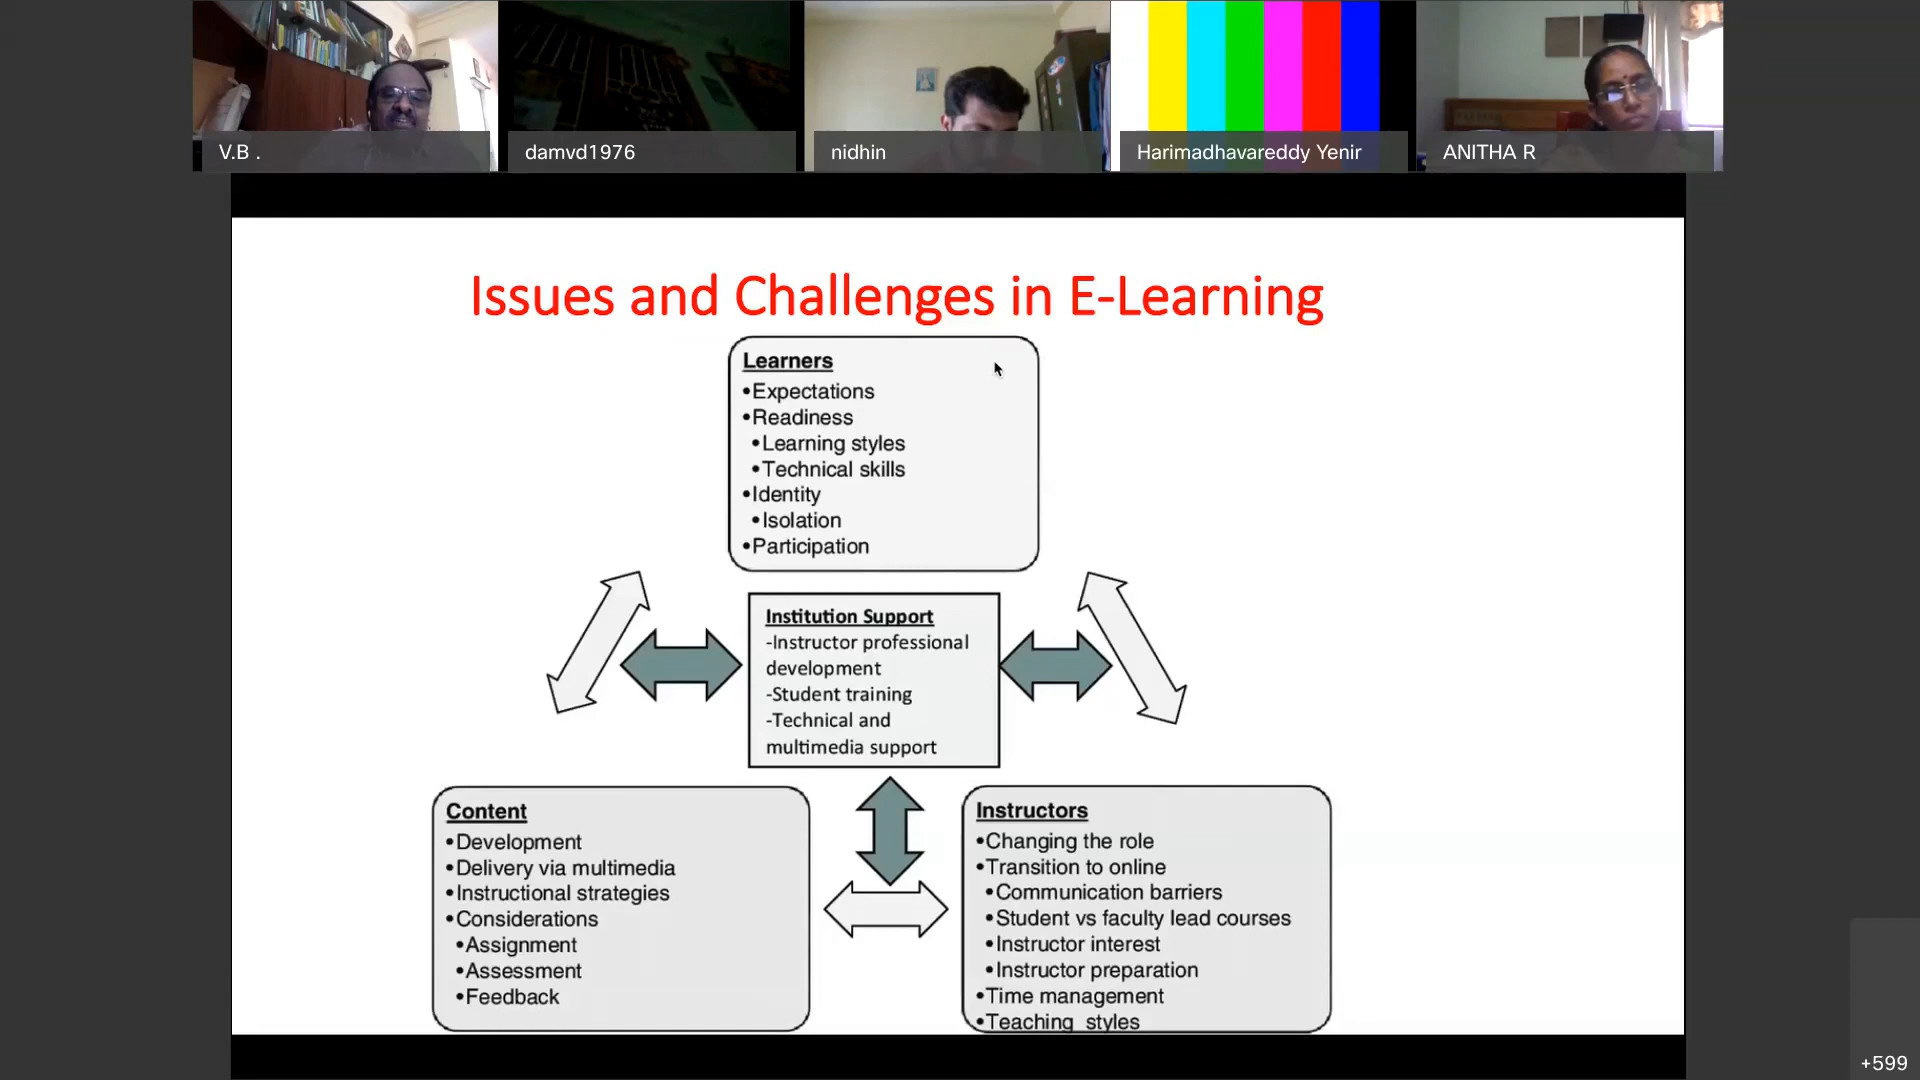 V.B .
damvd1976
nidhin
Harimadhavareddy Yenir
ANITHA R
Issues and Challenges in E-Learning
Learners
•Expectations
•Readiness
•Learning styles
•Technical skills
•Identity
•Isolation
•Participation
Institution Support
-Instructor professional
development
-Student training
-Technical and
multimedia support
Content
•Development
•Delivery via multimedia
•Instructional strategies
•Considerations
•Assignment
•Assessment
•Feedback
Instructors
•Changing the role
•Transition to online
•Communication barriers
•Student vs faculty lead courses
•Instructor interest
•Instructor preparation
•Time management
•Teaching styles
+599